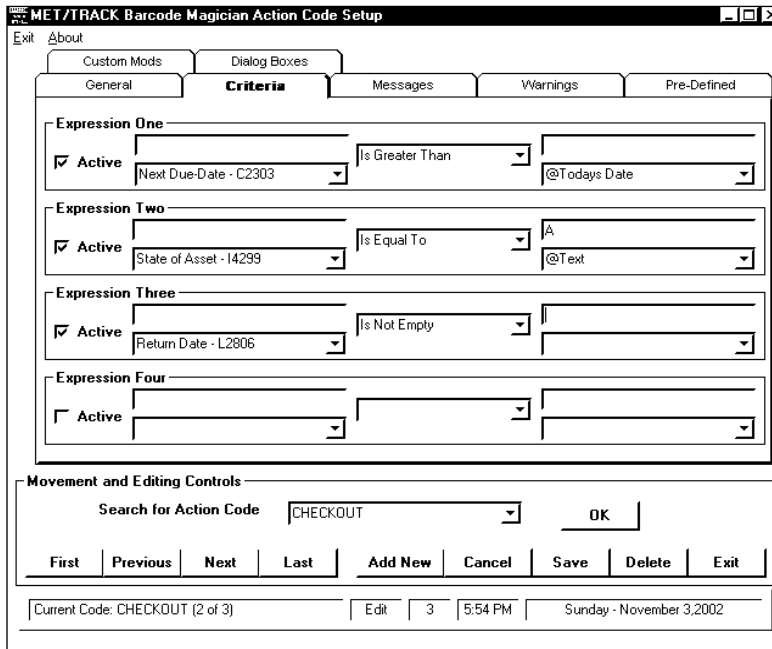 MET/TRACK Barcode Magician Action Code Setup
Exit About
Custom Mods Dialog Boxes
General Criteria Messages Warnings Pre-Defined
Expression One
Active
Next Due-Date - C2303
Is Greater Than
@Todays Date
Expression Two
Active
State of Asset - I4299
Is Equal To
A
@Text
Expression Three
Active
Return Date - L2806
Is Not Empty
Expression Four
Active
Movement and Editing Controls
Search for Action Code CHECKOUT OK
First Previous Next Last Add New Cancel Save Delete Exit
Current Code: CHECKOUT (2 of 3) Edit 3 5:54 PM Sunday - November 3,2002